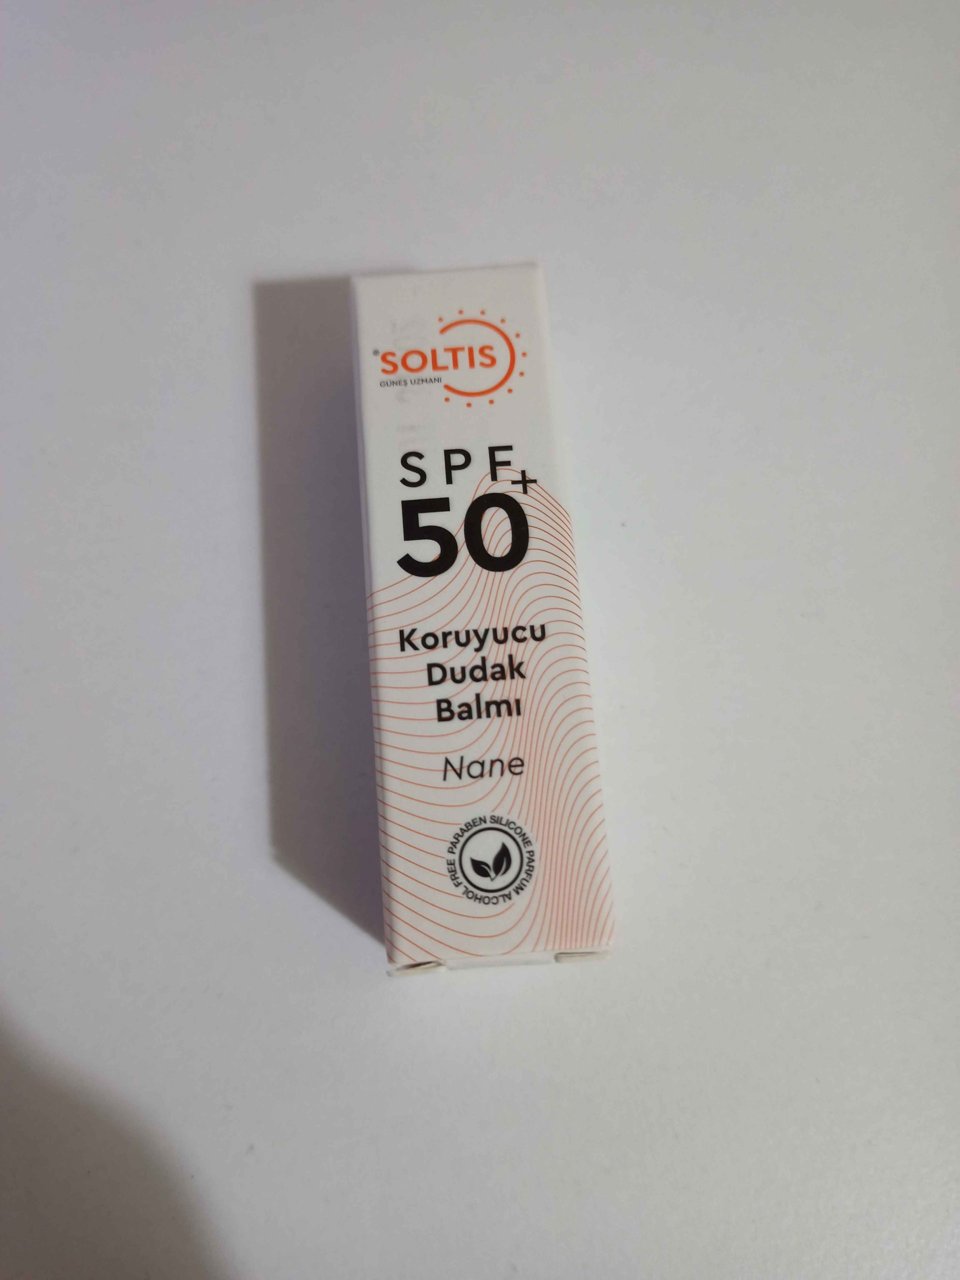 SOLTIS
GÜNEŞ UZMANI
SPF
50+
Koruyucu
Dudak
Balmı
Nane
PARABEN SILICONE PARFUM ALCOHOL FREE